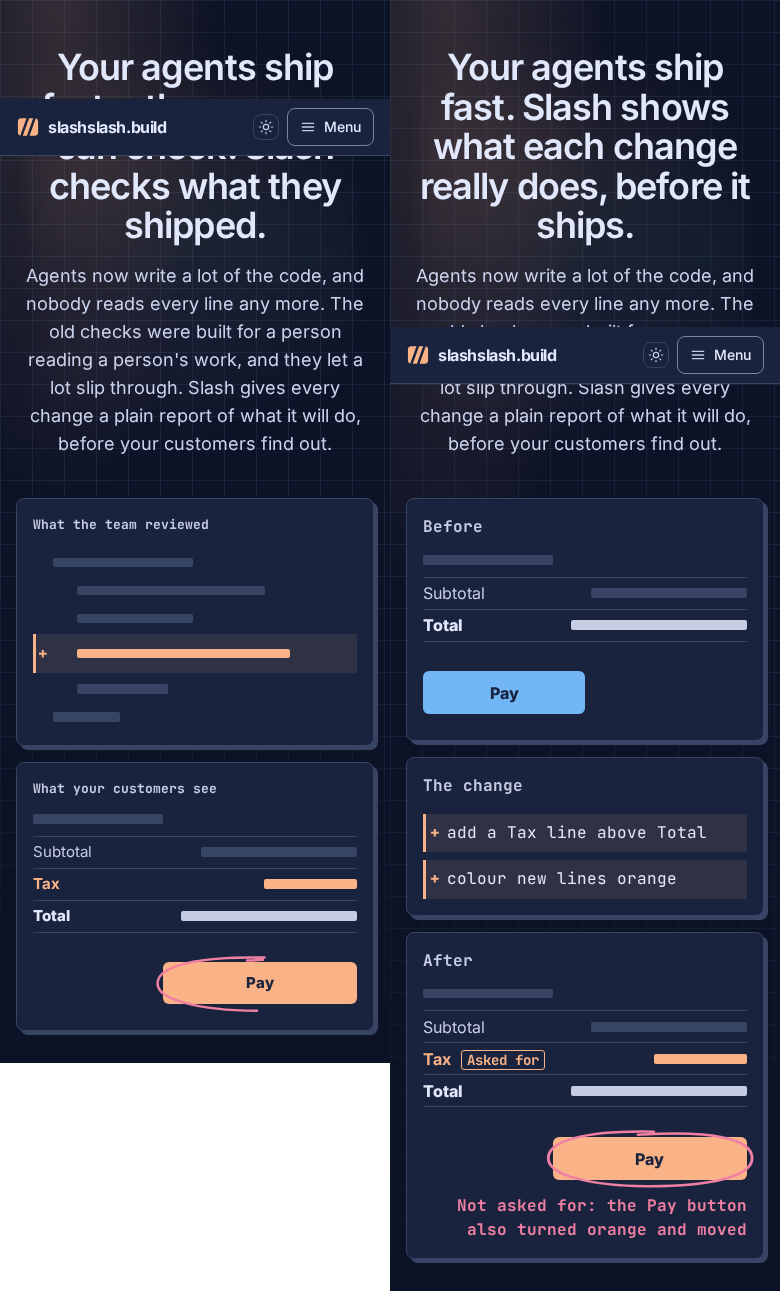 Your agents ship
slashslash.build
Menu
checks what they
shipped.
Agents now write a lot of the code, and
nobody reads every line any more. The
old checks were built for a person
reading a person's work, and they let a
lot slip through. Slash gives every
change a plain report of what it will do,
before your customers find out.
What the team reviewed
+
What your customers see
Subtotal
Tax
Total
Pay
Your agents ship
fast. Slash shows
what each change
really does, before it
ships.
Agents now write a lot of the code, and
nobody reads every line any more. The
slashslash.build
Menu
lot slip through. Slash gives every
change a plain report of what it will do,
before your customers find out.
Before
Subtotal
Total
Pay
The change
+ add a Tax line above Total
+ colour new lines orange
After
Subtotal
Tax Asked for
Total
Pay
Not asked for: the Pay button
also turned orange and moved